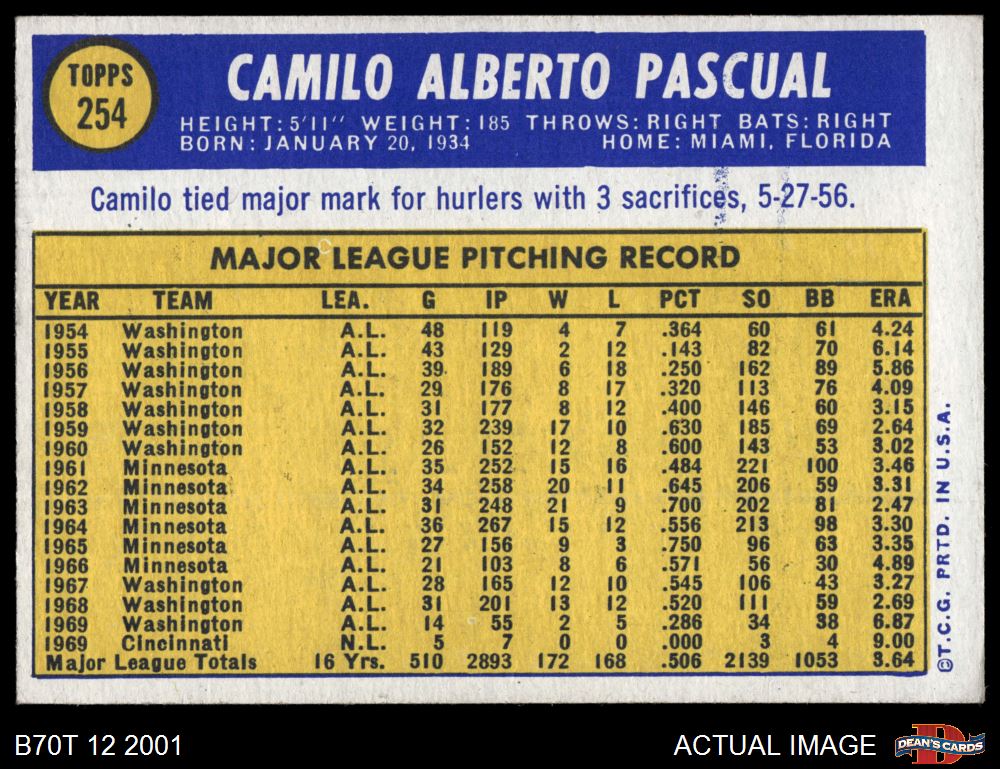 TOPPS
254
CAMILO ALBERTO PASCUAL
HEIGHT: 5'11" WEIGHT: 185 THROWS: RIGHT BATS: RIGHT
BORN: JANUARY 20, 1934 HOME: MIAMI, FLORIDA
Camilo tied major mark for hurlers with 3 sacrifices, 5-27-56.
MAJOR LEAGUE PITCHING RECORD
YEAR TEAM LEA. G IP W L PCT SO BB ERA
1954 Washington A.L. 48 119 4 7 .364 60 61 4.24
1955 Washington A.L. 43 129 2 12 .143 82 70 6.14
1956 Washington A.L. 39 189 6 18 .250 162 89 5.86
1957 Washington A.L. 29 176 8 17 .320 113 76 4.09
1958 Washington A.L. 31 177 8 12 .400 146 60 3.15
1959 Washington A.L. 32 239 17 10 .630 185 69 2.64
1960 Washington A.L. 26 152 12 8 .600 143 53 3.02
1961 Minnesota A.L. 35 252 15 16 .484 221 100 3.46
1962 Minnesota A.L. 34 258 20 11 .645 206 59 3.31
1963 Minnesota A.L. 31 248 21 9 .700 202 81 2.47
1964 Minnesota A.L. 36 267 15 12 .556 213 98 3.30
1965 Minnesota A.L. 27 156 9 3 .750 96 63 3.35
1966 Minnesota A.L. 21 103 8 6 .571 56 30 4.89
1967 Washington A.L. 28 165 12 10 .545 106 43 3.27
1968 Washington A.L. 31 201 13 12 .520 111 59 2.69
1969 Washington A.L. 14 55 2 5 .286 34 38 6.87
1969 Cincinnati N.L. 5 7 0 0 .000 3 4 9.00
Major League Totals 16 Yrs. 510 2893 172 168 .506 2139 1053 3.64
©T.C.G. PRTD. IN U.S.A.
B70T 12 2001
ACTUAL IMAGE
D
DEAN'S CARDS